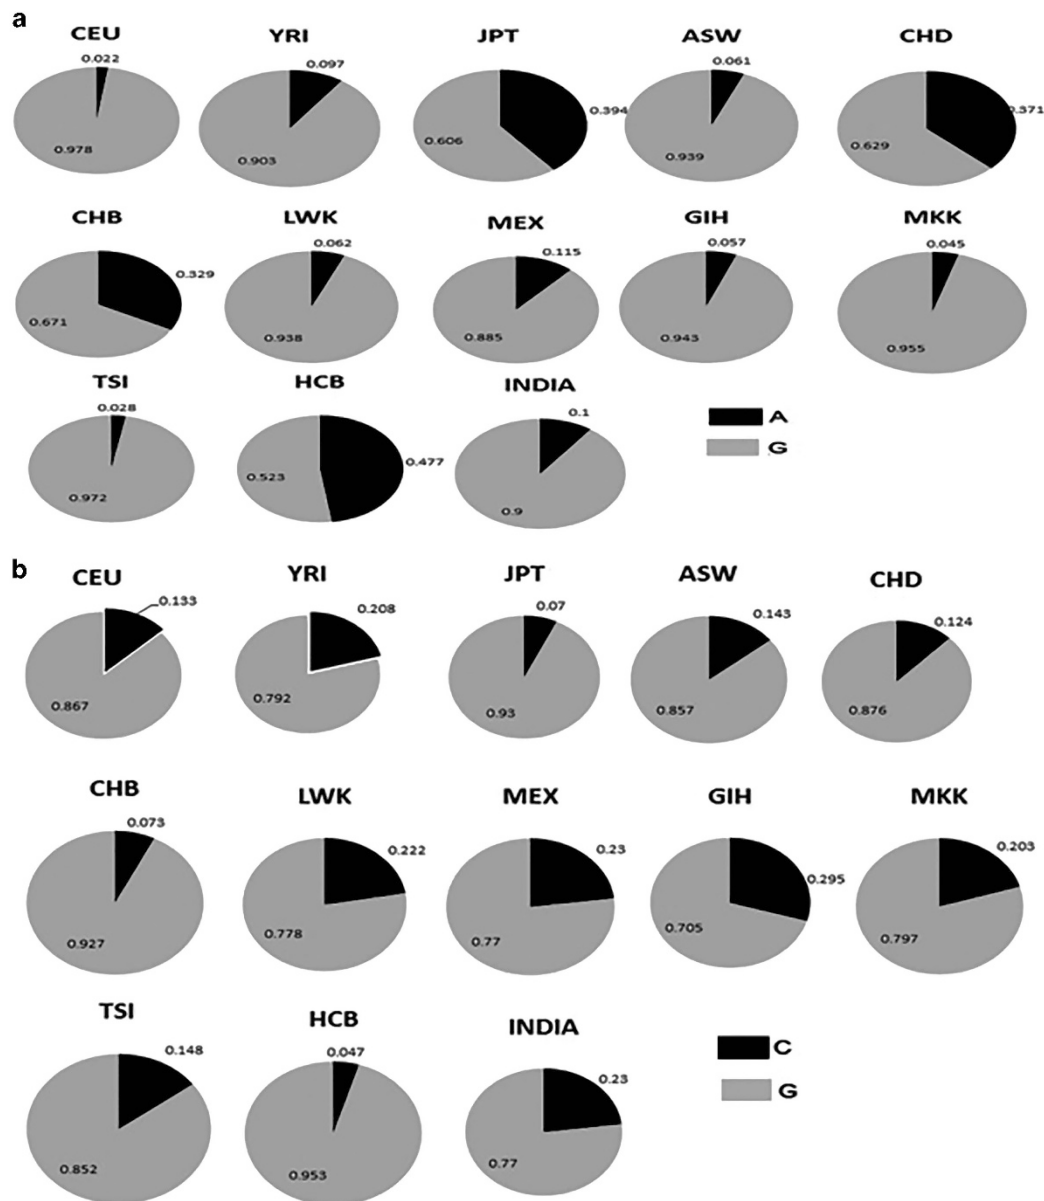 a
CEU YRI JPT ASW CHD
0.022 0.097 0.394 0.061 0.371
0.978 0.903 0.606 0.939 0.629
CHB LWK MEX GIH MKK
0.329 0.062 0.115 0.057 0.045
0.671 0.938 0.885 0.943 0.955
TSI HCB INDIA
0.028 0.477 0.1
0.972 0.523 0.9
A
G
b
CEU YRI JPT ASW CHD
0.133 0.208 0.07 0.143 0.124
0.867 0.792 0.93 0.857 0.876
CHB LWK MEX GIH MKK
0.073 0.222 0.23 0.295 0.203
0.927 0.778 0.77 0.705 0.797
TSI HCB INDIA
0.148 0.047 0.23
0.852 0.953 0.77
C
G